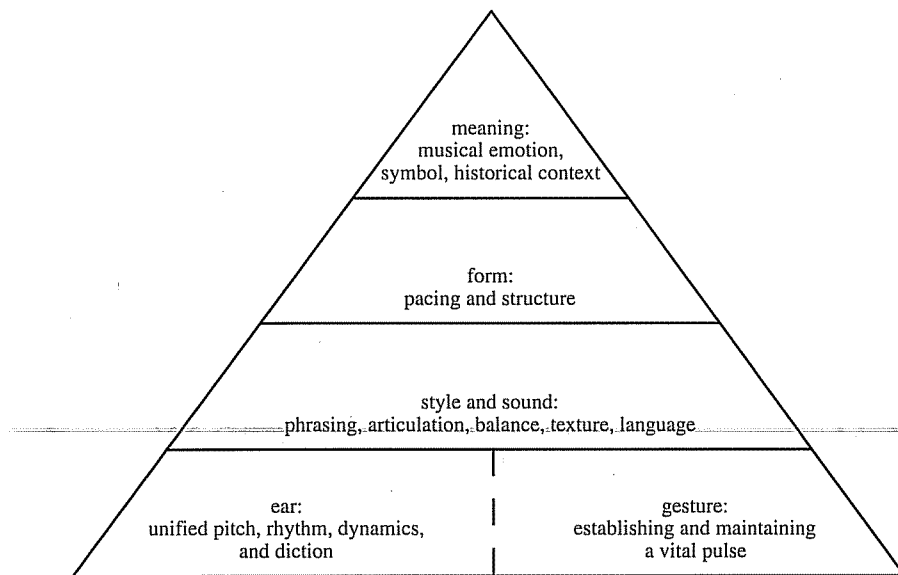 meaning:
musical emotion,
symbol, historical context
form:
pacing and structure
style and sound:
phrasing, articulation, balance, texture, language
ear:
unified pitch, rhythm, dynamics,
and diction
gesture:
establishing and maintaining
a vital pulse